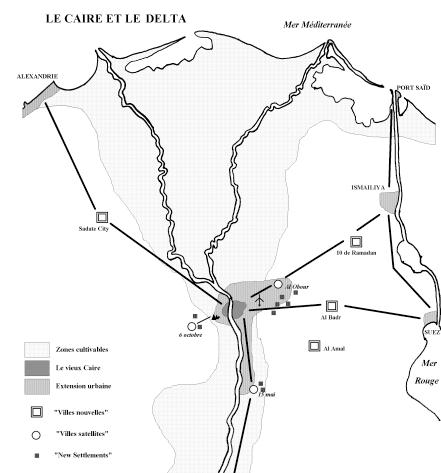 LE CAIRE ET LE DELTA
Mer Méditerranée
ALEXANDRIE
PORT SAÏD
ISMAILIYA
Sadate City
10 de Ramadan
Al Obour
6 octobre
Al Badr
SUEZ
Al Amal
Mer
Rouge
15 mai
Zones cultivables
Le vieux Caire
Extension urbaine
"Villes nouvelles"
"Villes satellites"
"New Settlements"